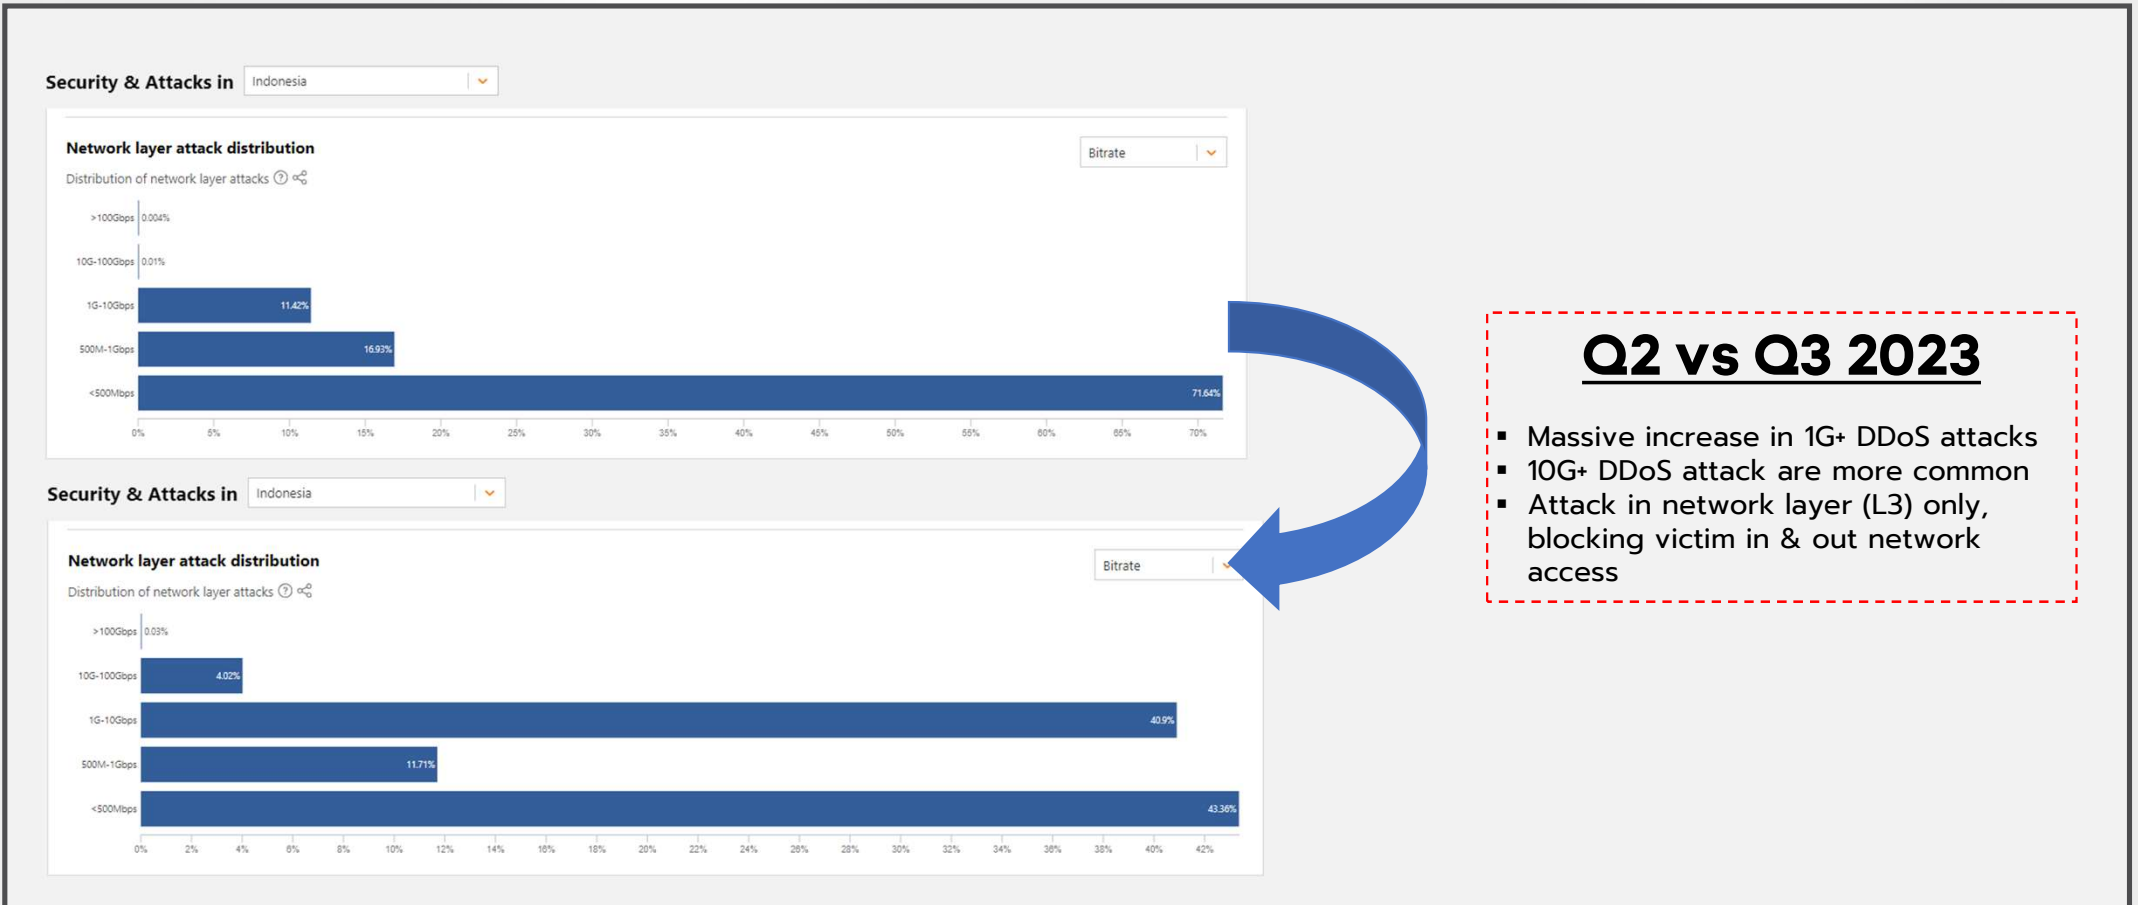 Security & Attacks in Indonesia
Network layer attack distribution
Bitrate
Distribution of network layer attacks
>100Gbps 0.004%
10G-100Gbps 0.01%
1G-10Gbps 11.42%
500M-1Gbps 16.93%
<500Mbps 71.64%
0% 5% 10% 15% 20% 25% 30% 35% 40% 45% 50% 55% 60% 65% 70%
Security & Attacks in Indonesia
Network layer attack distribution
Bitrate
Distribution of network layer attacks
>100Gbps 0.03%
10G-100Gbps 4.02%
1G-10Gbps 40.9%
500M-1Gbps 11.71%
<500Mbps 43.36%
0% 2% 4% 6% 8% 10% 12% 14% 16% 18% 20% 22% 24% 26% 28% 30% 32% 34% 36% 38% 40% 42%
Q2 vs Q3 2023
▪ Massive increase in 1G+ DDoS attacks
▪ 10G+ DDoS attack are more common
▪ Attack in network layer (L3) only,
blocking victim in & out network
access